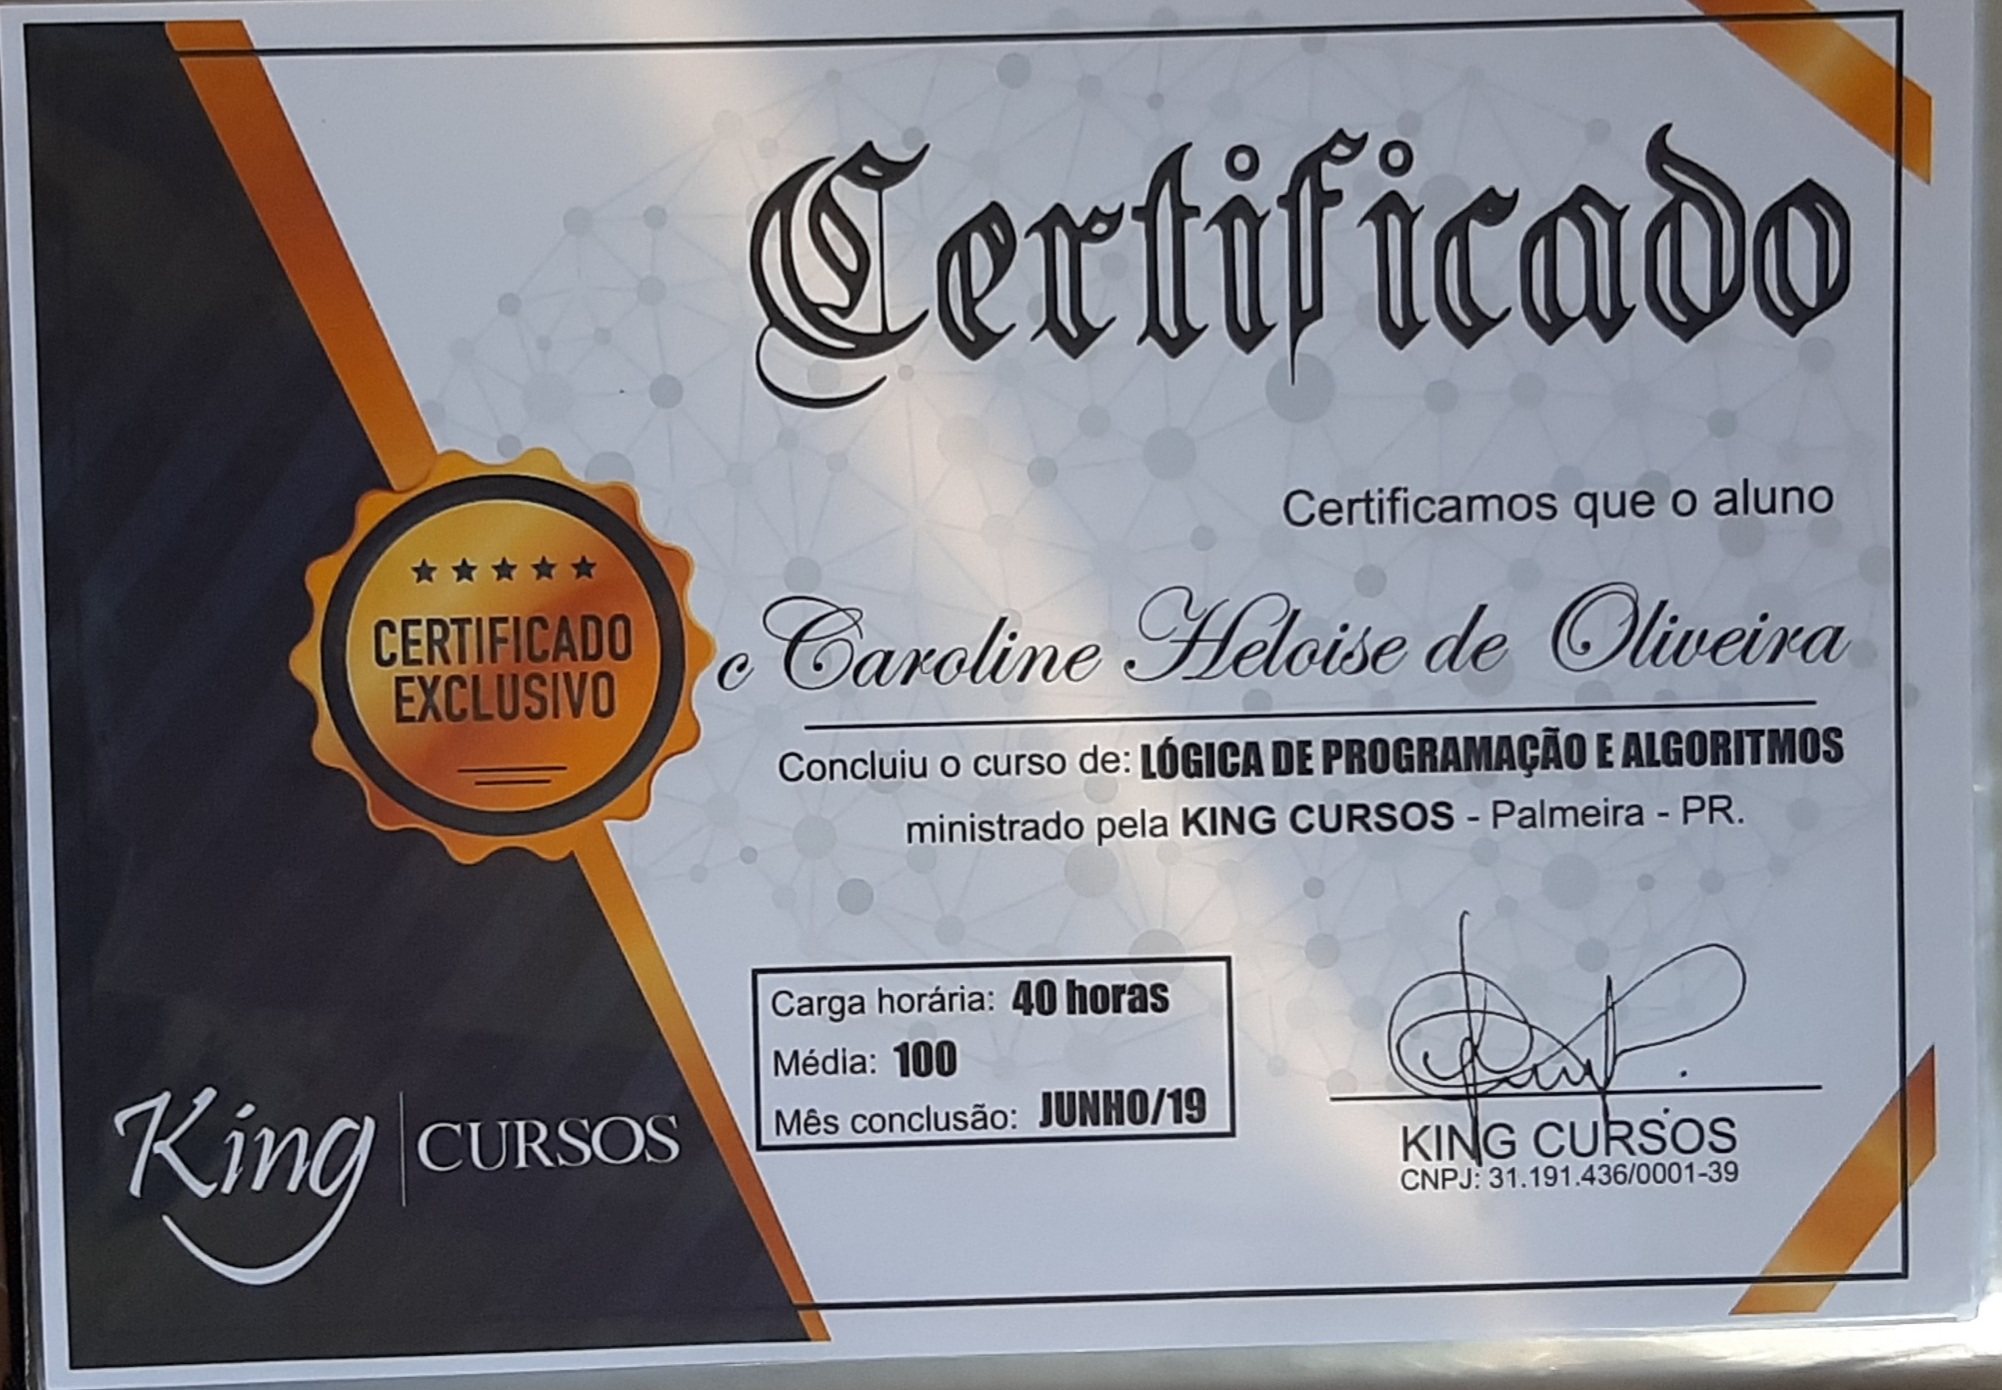 Certificado
Certificamos que o aluno
★★★★★
CERTIFICADO
EXCLUSIVO
c Caroline Heloise de Oliveira
Concluiu o curso de: LÓGICA DE PROGRAMAÇÃO E ALGORITMOS
ministrado pela KING CURSOS - Palmeira - PR.
Carga horária: 40 horas
Média: 100
Mês conclusão: JUNHO/19
King | CURSOS
KING CURSOS
CNPJ: 31.191.436/0001-39